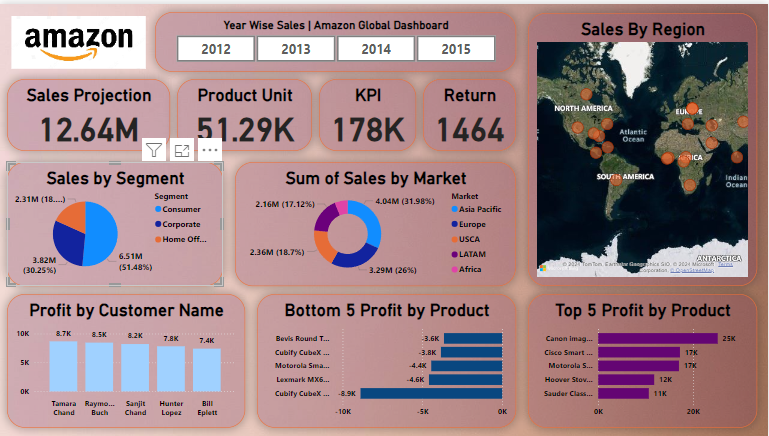 amazon
Year Wise Sales | Amazon Global Dashboard
2012
2013
2014
2015
Sales Projection
12.64M
Product Unit
51.29K
KPI
178K
Return
1464
Sales by Segment
2.31M (18....)
3.82M
(30.25%)
6.51M
(51.48%)
Segment
Consumer
Corporate
Home Off...
Sum of Sales by Market
2.16M (17.12%)
4.04M (31.98%)
2.36M (18.7%)
3.29M (26%)
Market
Asia Pacific
Europe
USCA
LATAM
Africa
Sales By Region
NORTH AMERICA
EUROPE
Atlantic
Ocean
AFRICA
SOUTH AMERICA
Indian
Ocean
ANTARCTICA
© 2024 TomTom, Earthstar Geographics SIO, © 2024 Microsoft Corporation, © OpenStreetMap Terms
Profit by Customer Name
10K
5K
0K
8.7K
8.5K
8.2K
7.8K
7.4K
Tamara
Chand
Raymo...
Buch
Sanjit
Chand
Hunter
Lopez
Bill
Eplett
Bottom 5 Profit by Product
Bevis Round T...
-3.6K
Cubify CubeX ...
-3.8K
Motorola Sma...
-4.4K
Lexmark MX6...
-4.6K
Cubify CubeX ...
-8.9K
-10K
-5K
0K
Top 5 Profit by Product
Canon imag...
25K
Cisco Smart ...
17K
Motorola S...
17K
Hoover Stov...
12K
Sauder Class...
11K
0K
20K